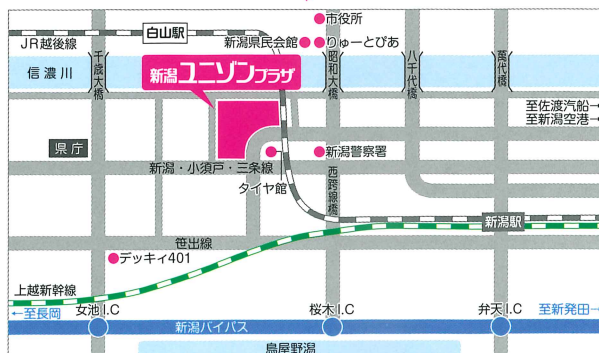 市役所
白山駅
新潟県民会館
りゅーとぴあ
JR越後線
千歳大橋
昭和大橋
八千代橋
萬代橋
信濃川
新潟ユニゾンプラザ
至佐渡汽船→
至新潟空港→
県庁
新潟警察署
新潟・小須戸・三条線
タイヤ館
西跨線橋
新潟駅
笹出線
デッキィ401
上越新幹線
←至長岡
女池I.C
桜木I.C
弁天I.C
至新発田→
新潟バイパス
鳥屋野潟